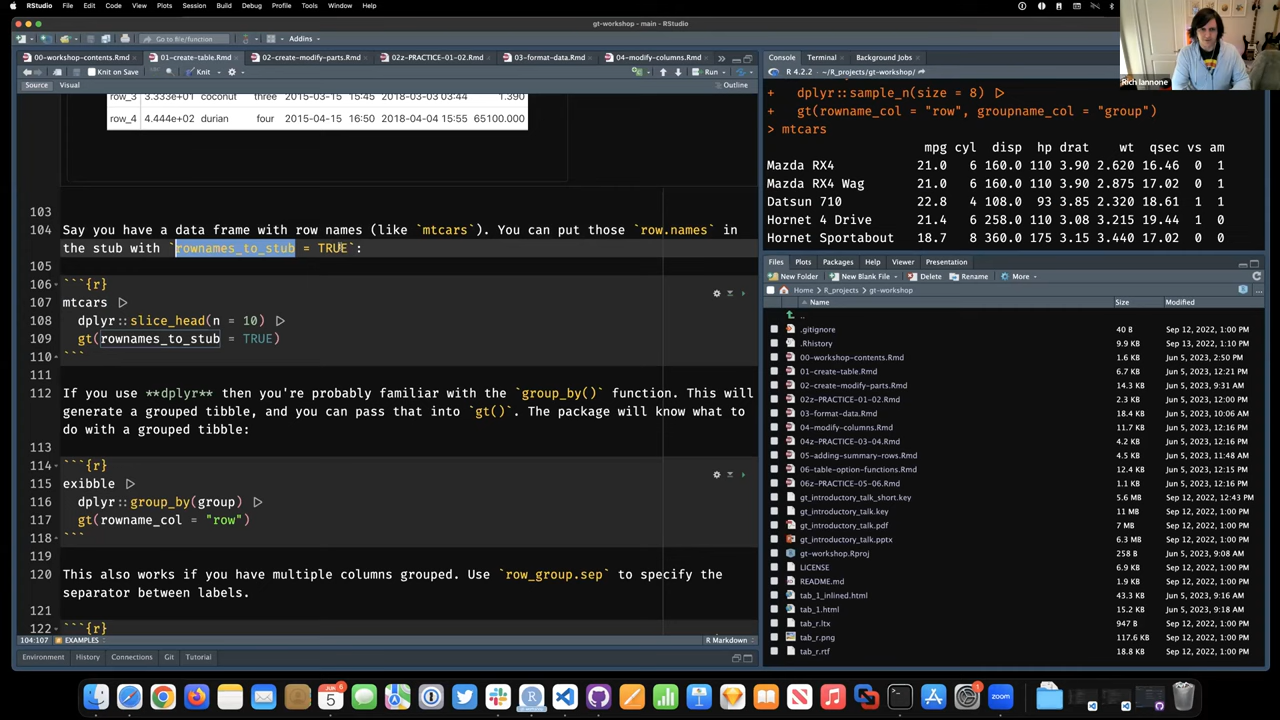 RStudio File Edit Code View Plots Session Build Debug Profile Tools Window Help
gt-workshop - main - RStudio
Go to file/function Addins
00-workshop-contents.Rmd 01-create-table.Rmd 02-create-modify-parts.Rmd 02z-PRACTICE-01-02.Rmd 03-format-data.Rmd 04-modify-columns.Rmd
Knit on Save Knit Run
Source Visual Outline
row_3 3.333e+01 coconut three 2015-03-15 15:45 2018-03-03 03:44 1.390
row_4 4.444e+02 durian four 2015-04-15 16:50 2018-04-04 15:55 65100.000
103
104 Say you have a data frame with row names (like `mtcars`). You can put those `row.names` in
the stub with `rownames_to_stub = TRUE`:
105
106 ```{r}
107 mtcars |>
108 dplyr::slice_head(n = 10) |>
109 gt(rownames_to_stub = TRUE)
110 ```
111
112 If you use **dplyr** then you're probably familiar with the `group_by()` function. This will
generate a grouped tibble, and you can pass that into `gt()`. The package will know what to
do with a grouped tibble:
113
114 ```{r}
115 exibble |>
116 dplyr::group_by(group) |>
117 gt(rowname_col = "row")
118 ```
119
120 This also works if you have multiple columns grouped. Use `row_group.sep` to specify the
separator between labels.
121
122 ```{r}
104:107 EXAMPLES R Markdown
Environment History Connections Git Tutorial
Console Terminal Background Jobs
R 4.2.2 · ~/R_projects/gt-workshop/
+ dplyr::sample_n(size = 8) |>
+ gt(rowname_col = "row", groupname_col = "group")
> mtcars
mpg cyl disp hp drat wt qsec vs am
Mazda RX4 21.0 6 160.0 110 3.90 2.620 16.46 0 1
Mazda RX4 Wag 21.0 6 160.0 110 3.90 2.875 17.02 0 1
Datsun 710 22.8 4 108.0 93 3.85 2.320 18.61 1 1
Hornet 4 Drive 21.4 6 258.0 110 3.08 3.215 19.44 1 0
Hornet Sportabout 18.7 8 360.0 175 3.15 3.440 17.02 0 0
Files Plots Packages Help Viewer Presentation
New Folder New Blank File Delete Rename More
Home R_projects gt-workshop
Name Size Modified
..
.gitignore 40 B Sep 12, 2022, 1:00 PM
.Rhistory 9.9 KB Sep 13, 2022, 1:10 PM
00-workshop-contents.Rmd 1.6 KB Jun 5, 2023, 2:50 PM
01-create-table.Rmd 6.7 KB Jun 5, 2023, 12:21 PM
02-create-modify-parts.Rmd 14.3 KB Jun 5, 2023, 9:31 AM
02z-PRACTICE-01-02.Rmd 2.3 KB Jun 5, 2023, 12:00 PM
03-format-data.Rmd 18.4 KB Jun 5, 2023, 10:06 AM
04-modify-columns.Rmd 11.7 KB Jun 5, 2023, 12:16 PM
04z-PRACTICE-03-04.Rmd 4.2 KB Jun 5, 2023, 12:16 PM
05-adding-summary-rows.Rmd 4.5 KB Jun 5, 2023, 11:48 AM
06-table-option-functions.Rmd 12.4 KB Jun 5, 2023, 12:16 PM
06z-PRACTICE-05-06.Rmd 1.1 KB Jun 5, 2023, 12:16 PM
gt_introductory_talk_short.key 5.6 MB Sep 12, 2022, 12:43 PM
gt_introductory_talk.key 11 MB Sep 12, 2022, 1:00 PM
gt_introductory_talk.pdf 7 MB Sep 12, 2022, 1:00 PM
gt_introductory_talk.pptx 6.3 MB Sep 12, 2022, 1:00 PM
gt-workshop.Rproj 258 B Jun 5, 2023, 9:08 AM
LICENSE 6.9 KB Sep 12, 2022, 1:00 PM
README.md 1.9 KB Sep 12, 2022, 1:00 PM
tab_1_inlined.html 43.3 KB Jun 5, 2023, 9:16 AM
tab_1.html 15.2 KB Jun 5, 2023, 9:18 AM
tab_r.ltx 947 B Sep 12, 2022, 1:00 PM
tab_r.png 117.6 KB Sep 12, 2022, 1:00 PM
tab_r.rtf 18.8 KB Sep 12, 2022, 1:00 PM
Rich Iannone
JUN 5
zoom